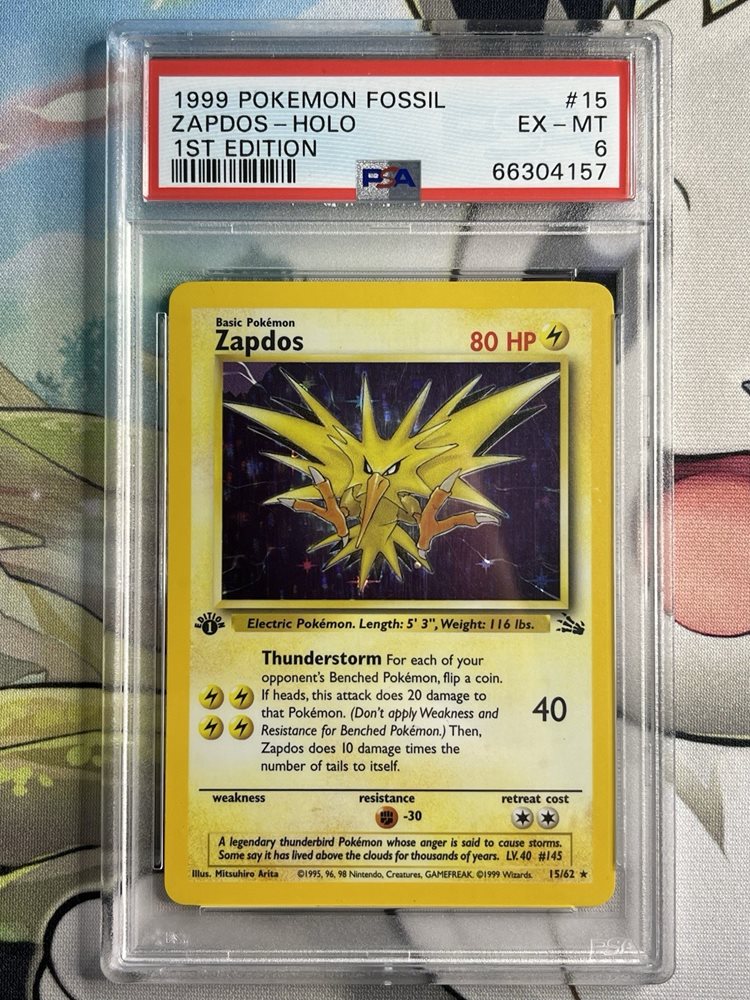 1999 POKEMON FOSSIL #15
ZAPDOS-HOLO EX-MT
1ST EDITION 6
PSA 66304157
Basic Pokémon
Zapdos 80 HP
EDITION 1
Electric Pokémon. Length: 5' 3", Weight: 116 lbs.
Thunderstorm For each of your
opponent's Benched Pokémon, flip a coin.
If heads, this attack does 20 damage to
that Pokémon. (Don't apply Weakness and
Resistance for Benched Pokémon.) Then,
Zapdos does 10 damage times the
number of tails to itself.
40
weakness resistance retreat cost
-30
A legendary thunderbird Pokémon whose anger is said to cause storms.
Some say it has lived above the clouds for thousands of years. LV. 40 #145
Illus. Mitsuhiro Arita ©1995, 96, 98 Nintendo, Creatures, GAMEFREAK. ©1999 Wizards. 15/62 ★
PSA